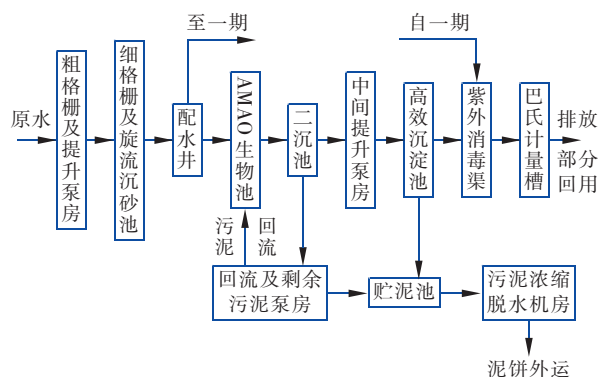 至一期
自一期
原水
粗格栅及提升泵房
细格栅及旋流沉砂池
配水井
AMAO生物池
二沉池
中间提升泵房
高效沉淀池
紫外消毒渠
巴氏计量槽
排放
部分
回用
污泥
回流
回流及剩余
污泥泵房
贮泥池
污泥浓缩
脱水机房
泥饼外运